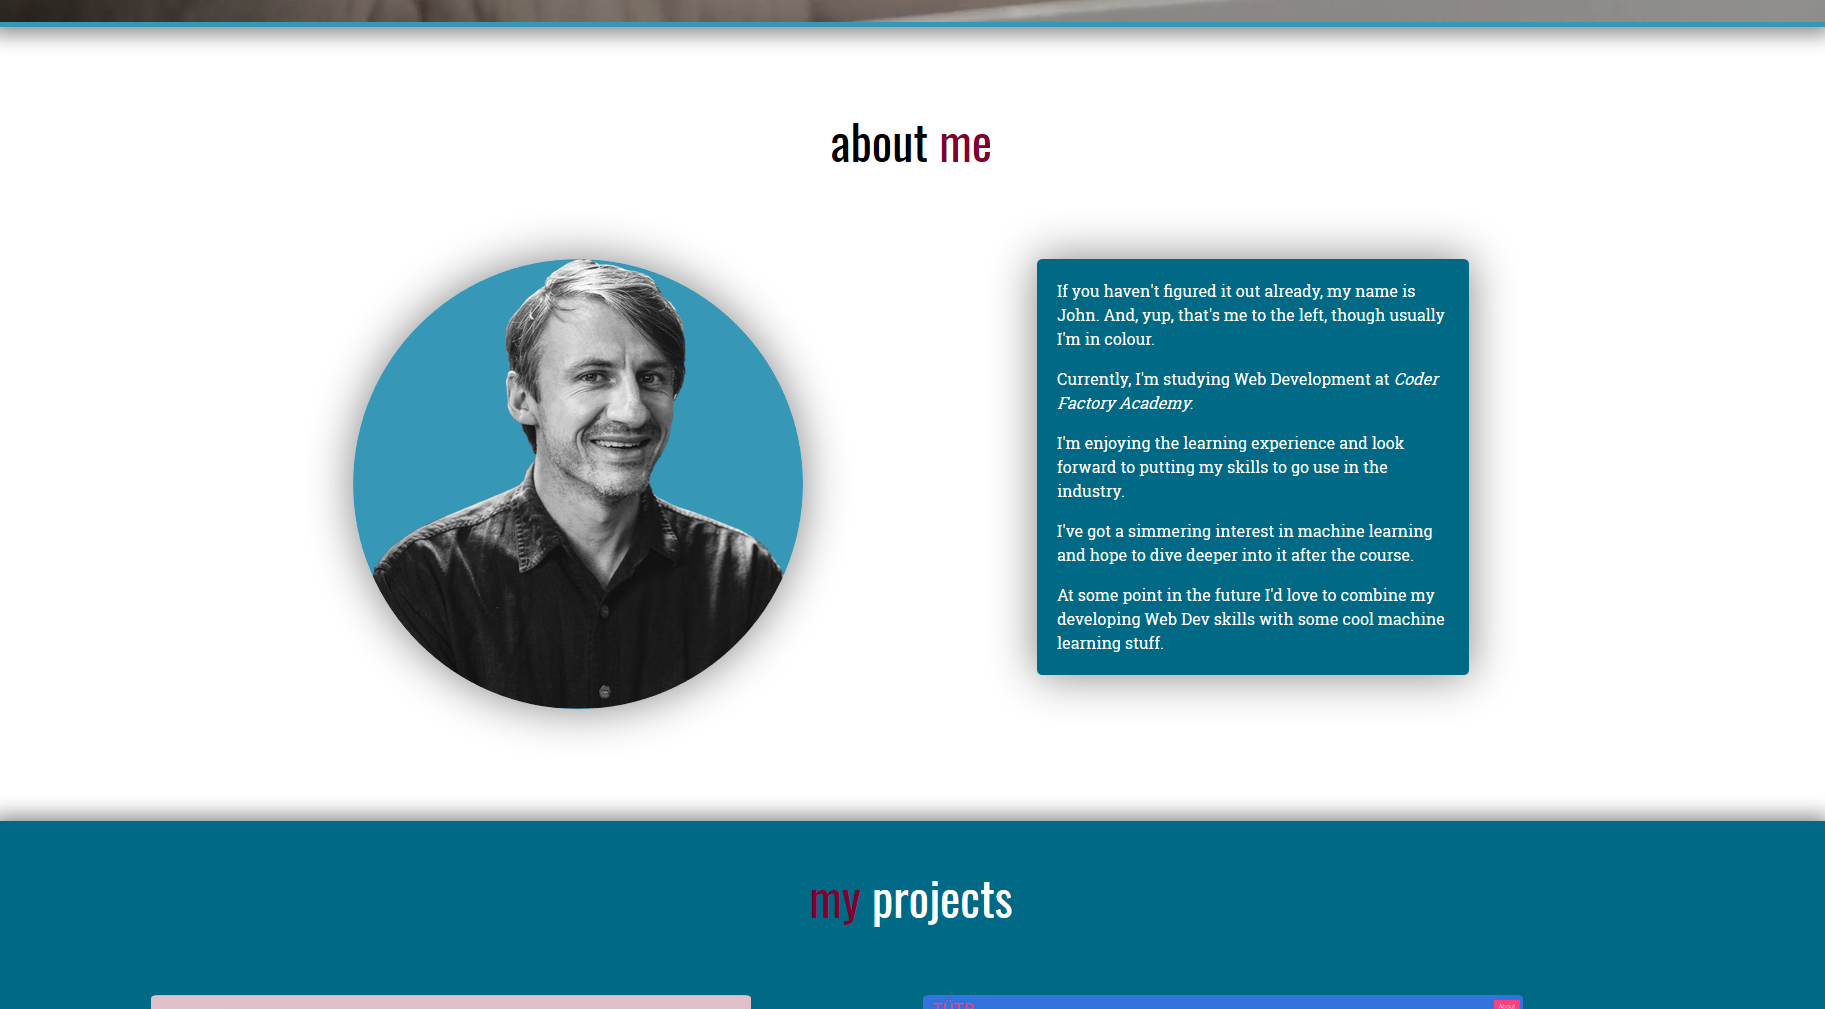 about me
If you haven't figured it out already, my name is
John. And, yup, that's me to the left, though usually
I'm in colour.
Currently, I'm studying Web Development at Coder
Factory Academy.
I'm enjoying the learning experience and look
forward to putting my skills to go use in the
industry.
I've got a simmering interest in machine learning
and hope to dive deeper into it after the course.
At some point in the future I'd love to combine my
developing Web Dev skills with some cool machine
learning stuff.
my projects
About